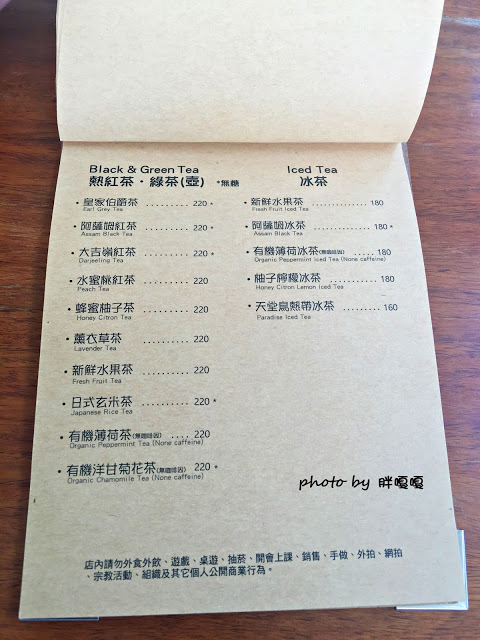 Black & Green Tea
熱紅茶・綠茶(壺) *無糖
• 皇家伯爵茶 ......... 220 *
Earl Grey Tea
• 阿薩姆紅茶 ......... 220 *
Assam Black Tea
• 大吉嶺紅茶 ......... 220 *
Darjeeling Tea
• 水蜜桃紅茶 ......... 220
Peach Tea
• 蜂蜜柚子茶 ......... 220
Honey Citron Tea
• 薰衣草茶 .......... 220
Lavender Tea
• 新鮮水果茶 .......... 220
Fresh Fruit Tea
• 日式玄米茶 .......... 220 *
Japanese Rice Tea
• 有機薄荷茶(無咖啡因) .... 220 *
Organic Peppermint Tea (None caffeine)
• 有機洋甘菊花茶(無咖啡因) 220 *
Organic Chamomile Tea (None caffeine)
Iced Tea
冰茶
• 新鮮水果茶 ............. 180
Fresh Fruit Iced Tea
• 阿薩姆冰茶 ............ 180 *
Assam Black Tea
• 有機薄荷冰茶(無咖啡因) ..... 180
Organic Peppermint Iced Tea (None caffeine)
• 柚子檸檬冰茶 ........... 180
Honey Citron Lemon Iced Tea
• 天堂鳥熱帶冰茶 .......... 160
Paradise Iced Tea
photo by 胖嘎嘎
店內請勿外食外飲、遊戲、桌遊、抽菸、開會上課、銷售、手做、外拍、網拍
、宗教活動、組織及其它個人公開商業行為。